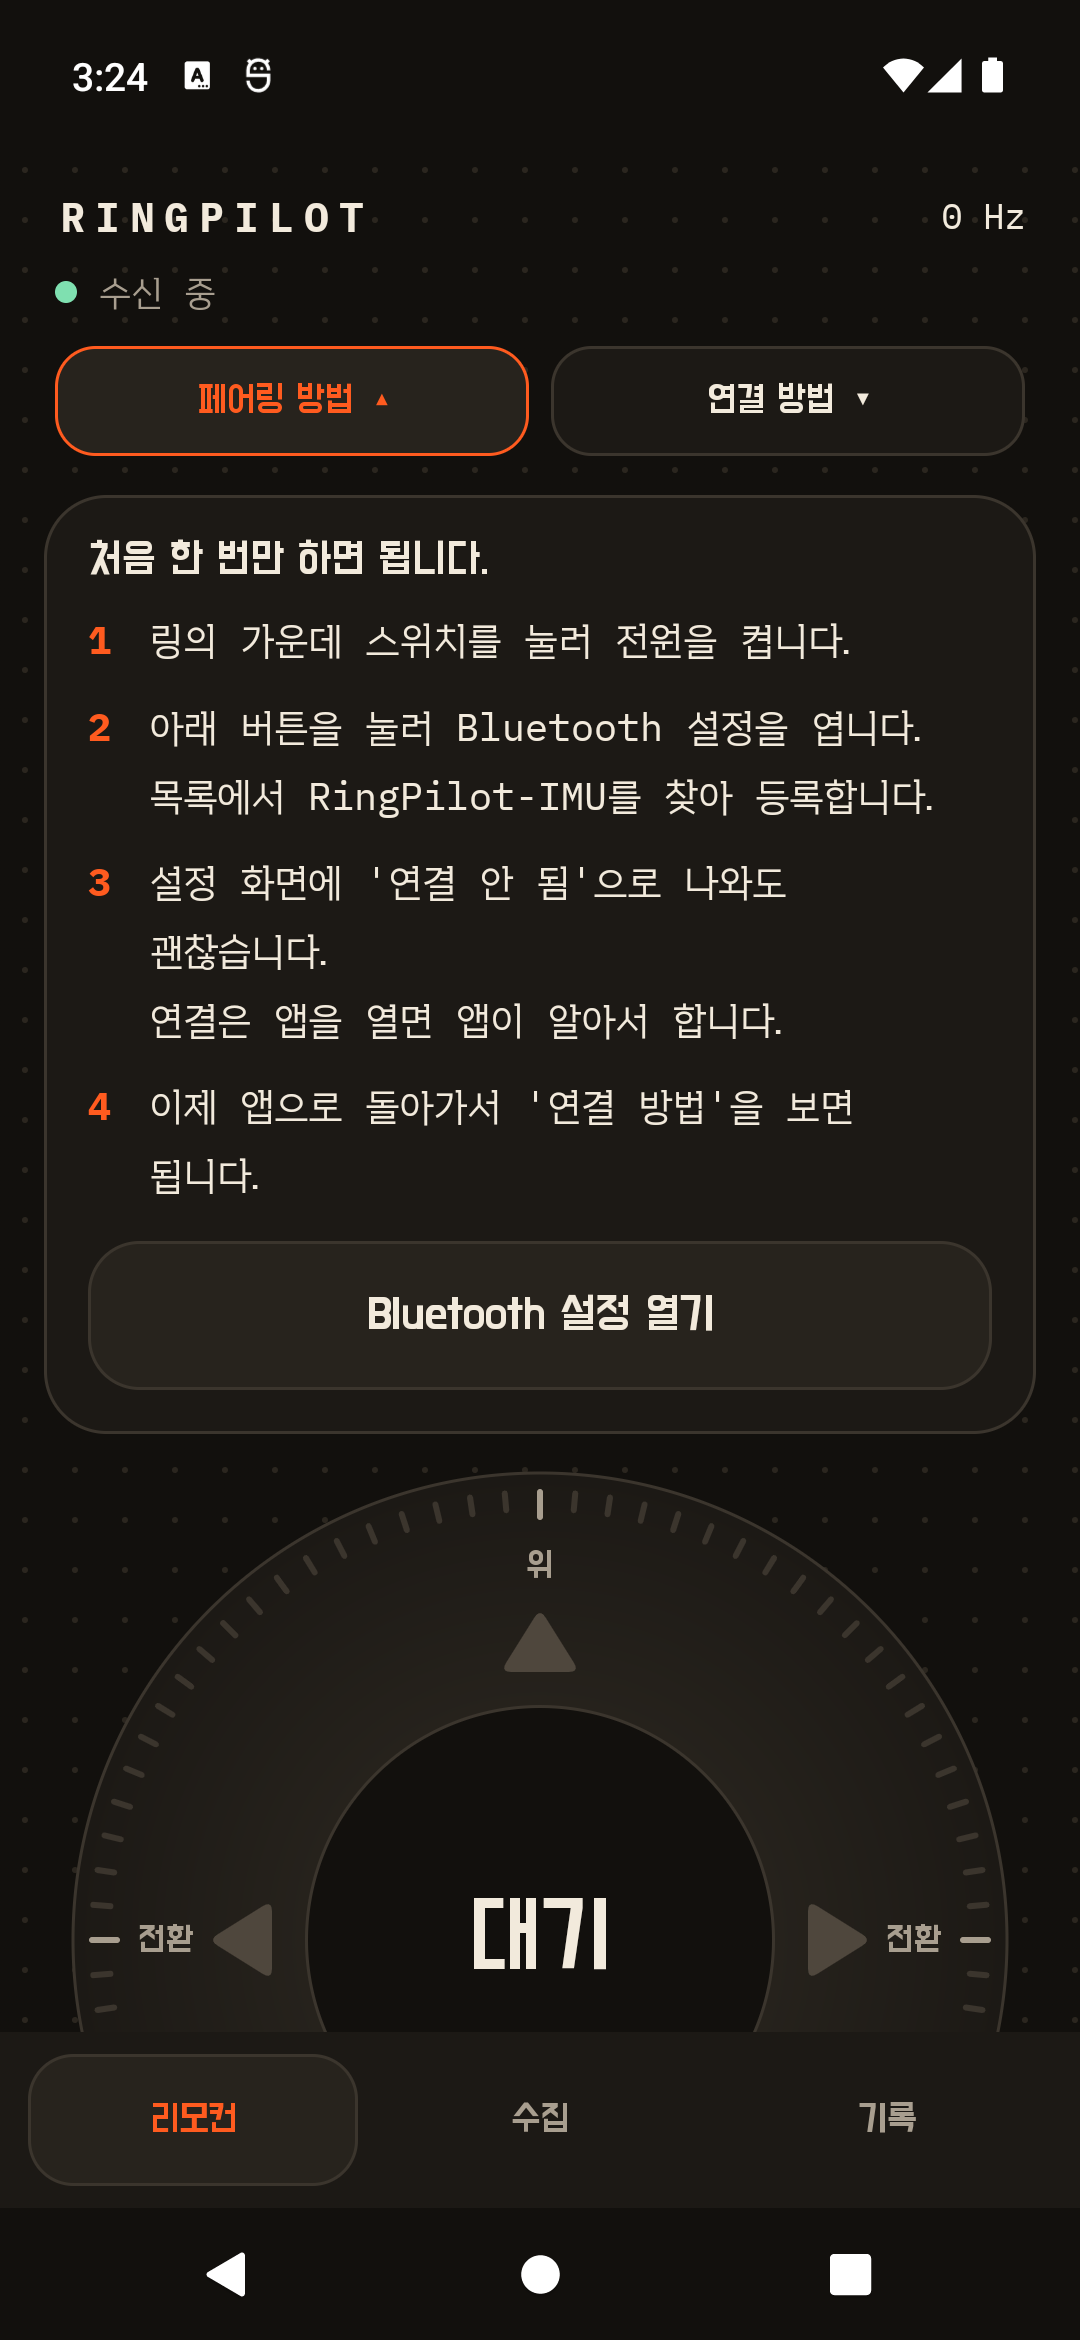 3:24
RINGPILOT
0 Hz
수신 중
페어링 방법 ▲
연결 방법 ▼
처음 한 번만 하면 됩니다.
1 링의 가운데 스위치를 눌러 전원을 켭니다.
2 아래 버튼을 눌러 Bluetooth 설정을 엽니다.
목록에서 RingPilot-IMU를 찾아 등록합니다.
3 설정 화면에 '연결 안 됨'으로 나와도
괜찮습니다.
연결은 앱을 열면 앱이 알아서 합니다.
4 이제 앱으로 돌아가서 '연결 방법'을 보면
됩니다.
Bluetooth 설정 열기
위
전환
대기
전환
리모컨
수집
기록